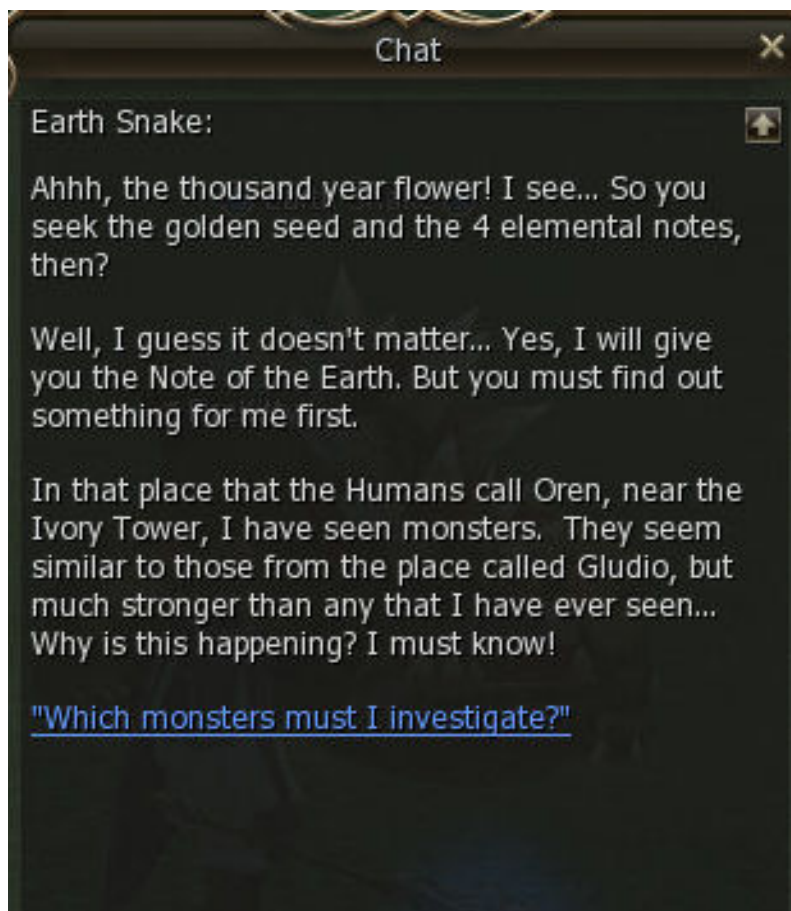 Chat
Earth Snake:
Ahhh, the thousand year flower! I see... So you
seek the golden seed and the 4 elemental notes,
then?
Well, I guess it doesn't matter... Yes, I will give
you the Note of the Earth. But you must find out
something for me first.
In that place that the Humans call Oren, near the
Ivory Tower, I have seen monsters.  They seem
similar to those from the place called Gludio, but
much stronger than any that I have ever seen...
Why is this happening? I must know!
"Which monsters must I investigate?"